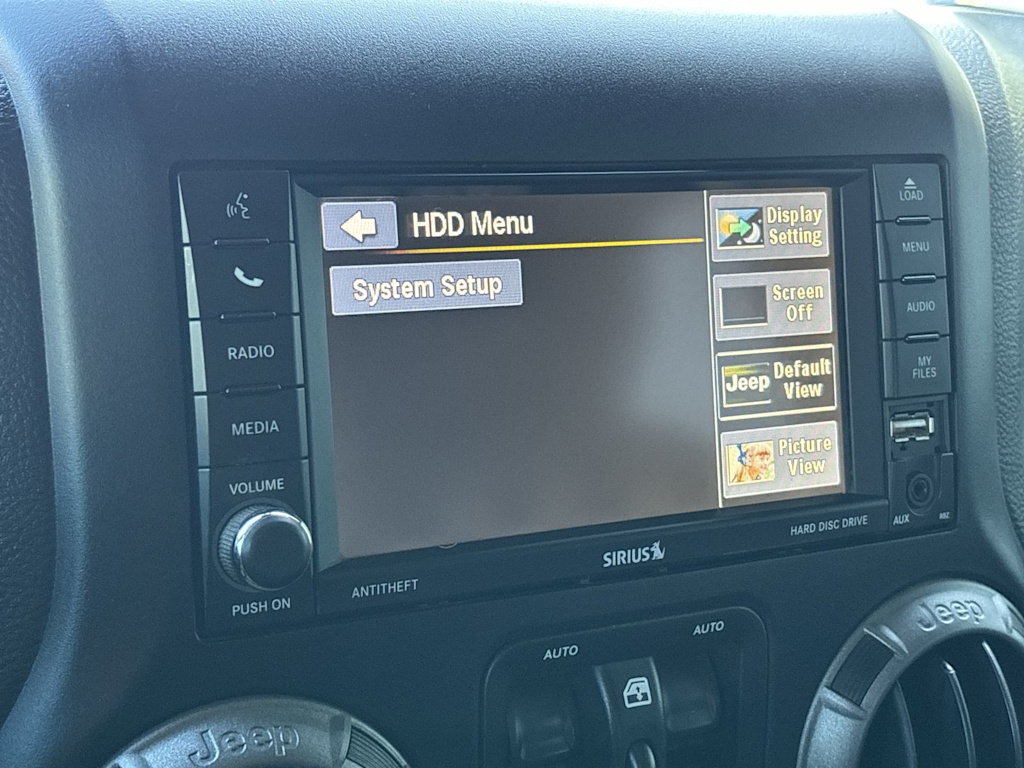 HDD Menu
System Setup
Display
Setting
Screen
Off
Jeep
Default
View
Picture
View
RADIO
MEDIA
VOLUME
PUSH ON
LOAD
MENU
AUDIO
MY
FILES
AUX
RBZ
ANTITHEFT
SIRIUS
HARD DISC DRIVE
AUTO
AUTO
Jeep
Jeep